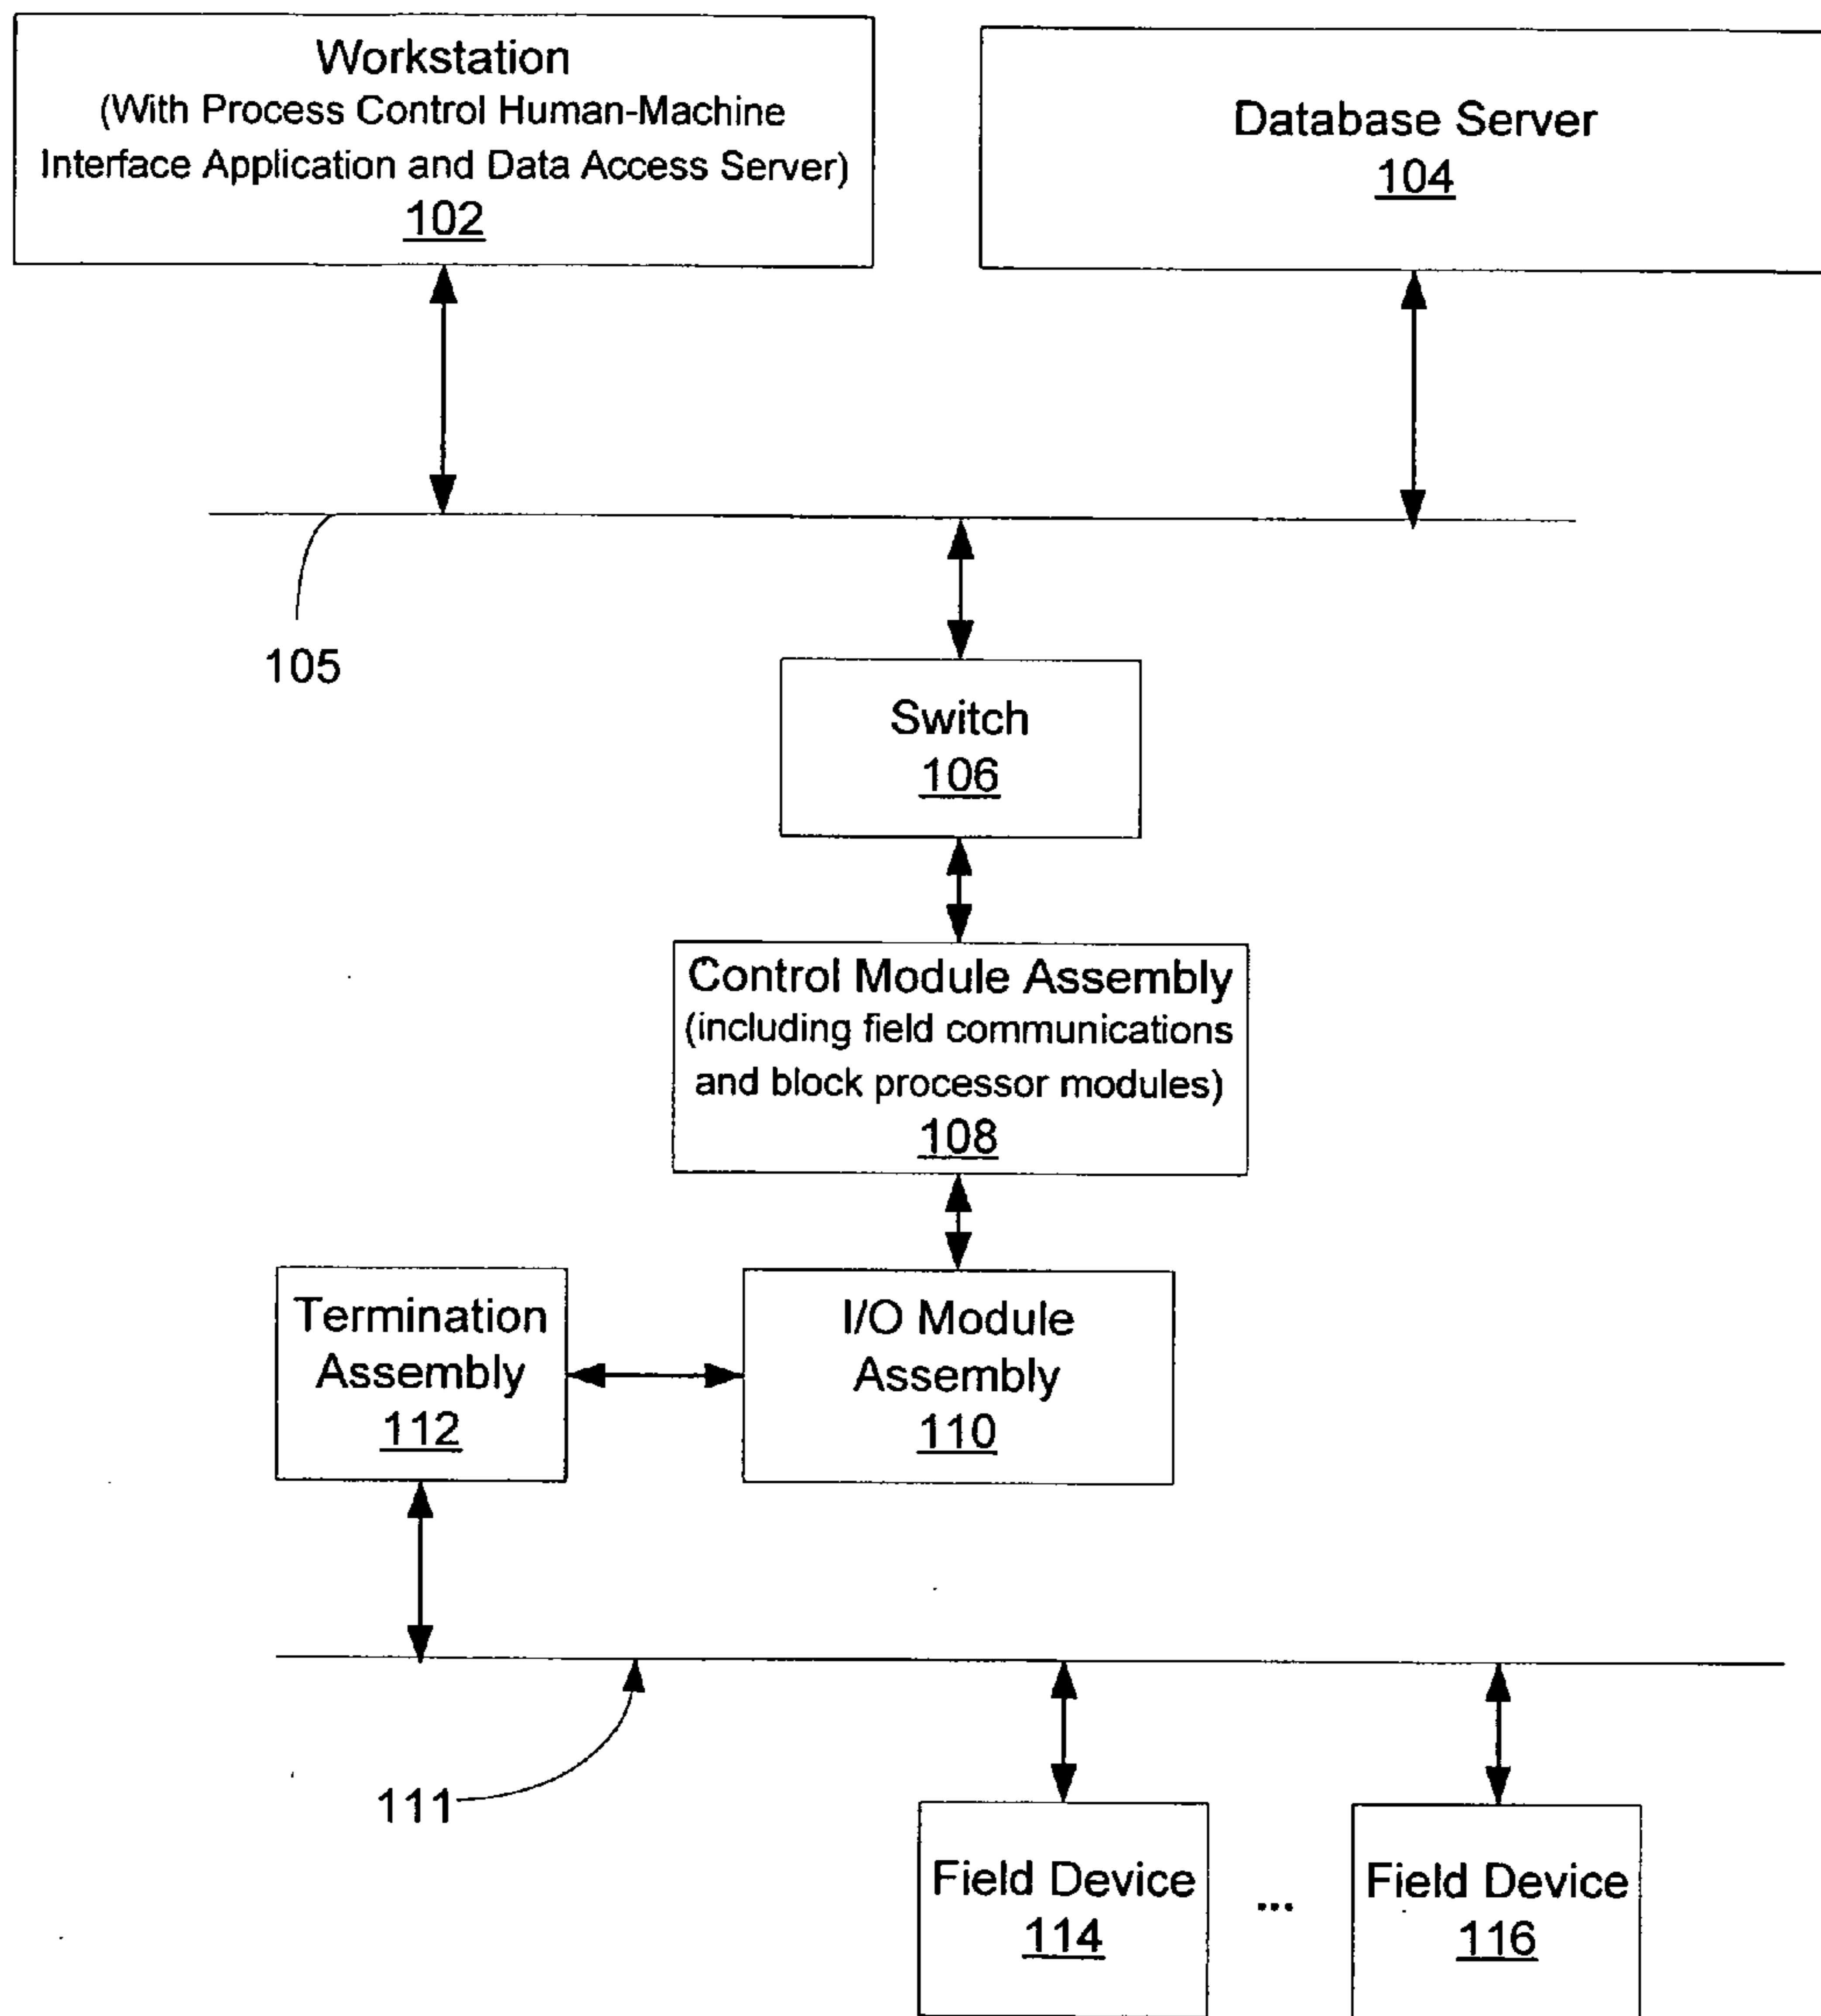 Workstation
(With Process Control Human-Machine
Interface Application and Data Access Server)
102
Database Server
104
105
Switch
106
Control Module Assembly
(including field communications
and block processor modules)
108
Termination
Assembly
112
I/O Module
Assembly
110
111
Field Device
114
...
Field Device
116